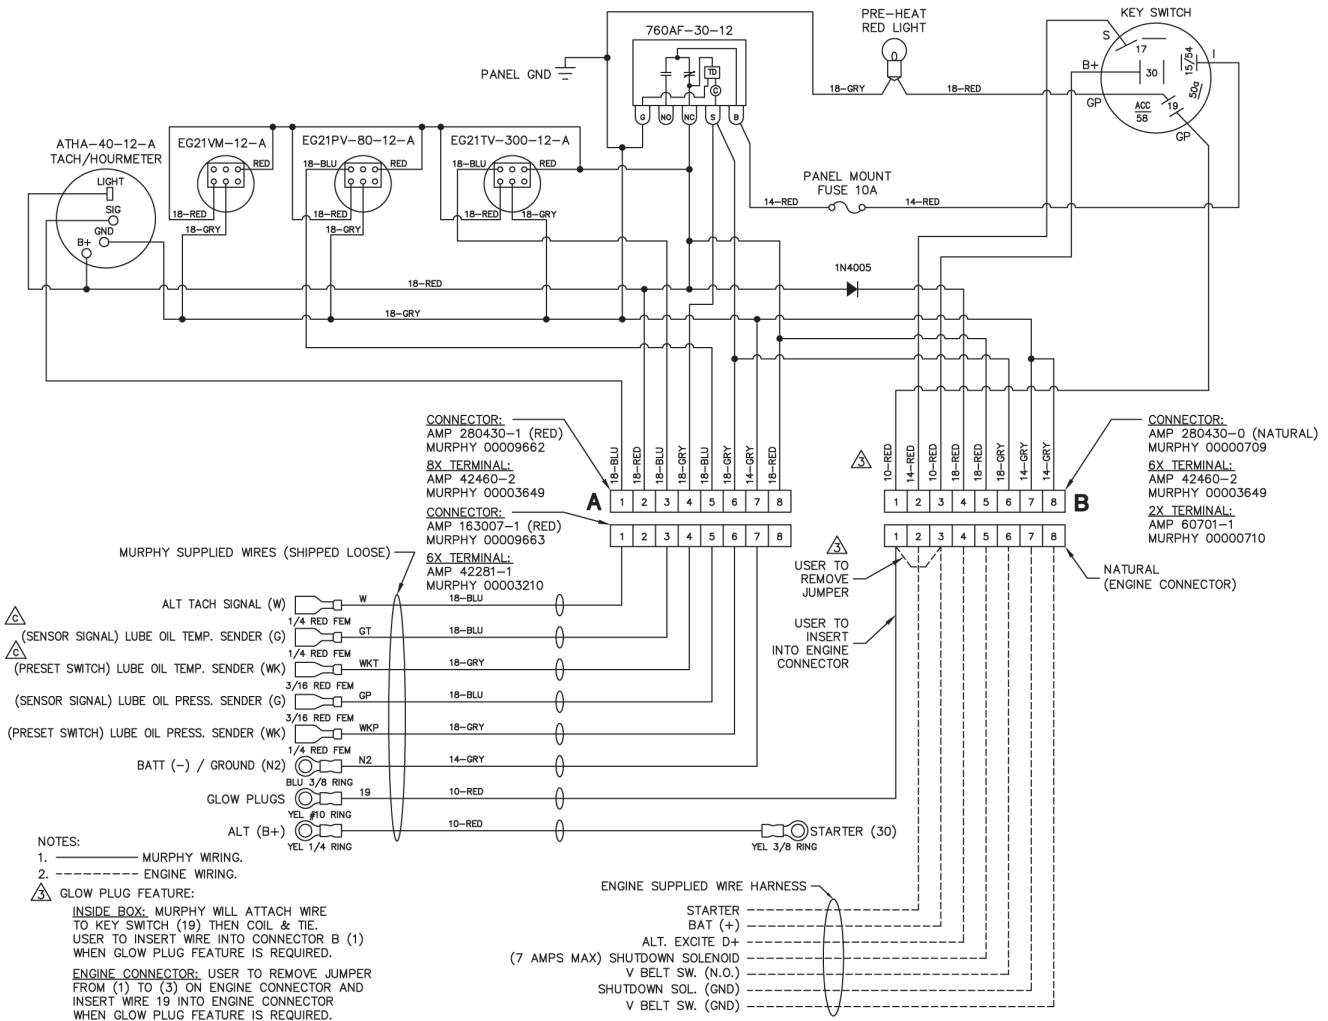 760AF-30-12
PRE-HEAT
RED LIGHT
KEY SWITCH
S
17
15/54
I
B+
30
50a
GP
ACC
58
19
GP
PANEL GND
TD
C
G
NO
NC
S
B
18-GRY
18-RED
ATHA-40-12-A
TACH/HOURMETER
EG21VM-12-A
EG21PV-80-12-A
EG21TV-300-12-A
LIGHT
SIG
GND
B+
RED
18-BLU
RED
18-BLU
RED
18-RED
18-GRY
18-RED
18-GRY
18-RED
18-GRY
PANEL MOUNT
FUSE 10A
14-RED
14-RED
18-RED
1N4005
18-GRY
CONNECTOR:
AMP 280430-1 (RED)
MURPHY 00009662
8X TERMINAL:
AMP 42460-2
MURPHY 00003649
CONNECTOR:
AMP 163007-1 (RED)
MURPHY 00009663
6X TERMINAL:
AMP 42281-1
MURPHY 00003210
18-BLU
18-RED
18-BLU
18-GRY
18-BLU
18-GRY
14-GRY
18-RED
A
1 2 3 4 5 6 7 8
1 2 3 4 5 6 7 8
3
10-RED
14-RED
10-RED
18-RED
18-RED
18-GRY
14-GRY
14-GRY
1 2 3 4 5 6 7 8
B
1 2 3 4 5 6 7 8
CONNECTOR:
AMP 280430-0 (NATURAL)
MURPHY 00000709
6X TERMINAL:
AMP 42460-2
MURPHY 00003649
2X TERMINAL:
AMP 60701-1
MURPHY 00000710
NATURAL
(ENGINE CONNECTOR)
3
USER TO
REMOVE
JUMPER
USER TO
INSERT
INTO ENGINE
CONNECTOR
MURPHY SUPPLIED WIRES (SHIPPED LOOSE)
ALT TACH SIGNAL (W)
W
18-BLU
1/4 RED FEM
C
(SENSOR SIGNAL) LUBE OIL TEMP. SENDER (G)
GT
18-BLU
1/4 RED FEM
C
(PRESET SWITCH) LUBE OIL TEMP. SENDER (WK)
WKT
18-GRY
3/16 RED FEM
(SENSOR SIGNAL) LUBE OIL PRESS. SENDER (G)
GP
18-BLU
3/16 RED FEM
(PRESET SWITCH) LUBE OIL PRESS. SENDER (WK)
WKP
18-GRY
1/4 RED FEM
BATT (-) / GROUND (N2)
N2
14-GRY
BLU 3/8 RING
GLOW PLUGS
19
10-RED
YEL #10 RING
ALT (B+)
10-RED
STARTER (30)
YEL 1/4 RING
YEL 3/8 RING
NOTES:
1. MURPHY WIRING.
2. ENGINE WIRING.
3 GLOW PLUG FEATURE:
INSIDE BOX: MURPHY WILL ATTACH WIRE
TO KEY SWITCH (19) THEN COIL & TIE.
USER TO INSERT WIRE INTO CONNECTOR B (1)
WHEN GLOW PLUG FEATURE IS REQUIRED.
ENGINE CONNECTOR: USER TO REMOVE JUMPER
FROM (1) TO (3) ON ENGINE CONNECTOR AND
INSERT WIRE 19 INTO ENGINE CONNECTOR
WHEN GLOW PLUG FEATURE IS REQUIRED.
ENGINE SUPPLIED WIRE HARNESS
STARTER
BAT (+)
ALT. EXCITE D+
(7 AMPS MAX) SHUTDOWN SOLENOID
V BELT SW. (N.O.)
SHUTDOWN SOL. (GND)
V BELT SW. (GND)